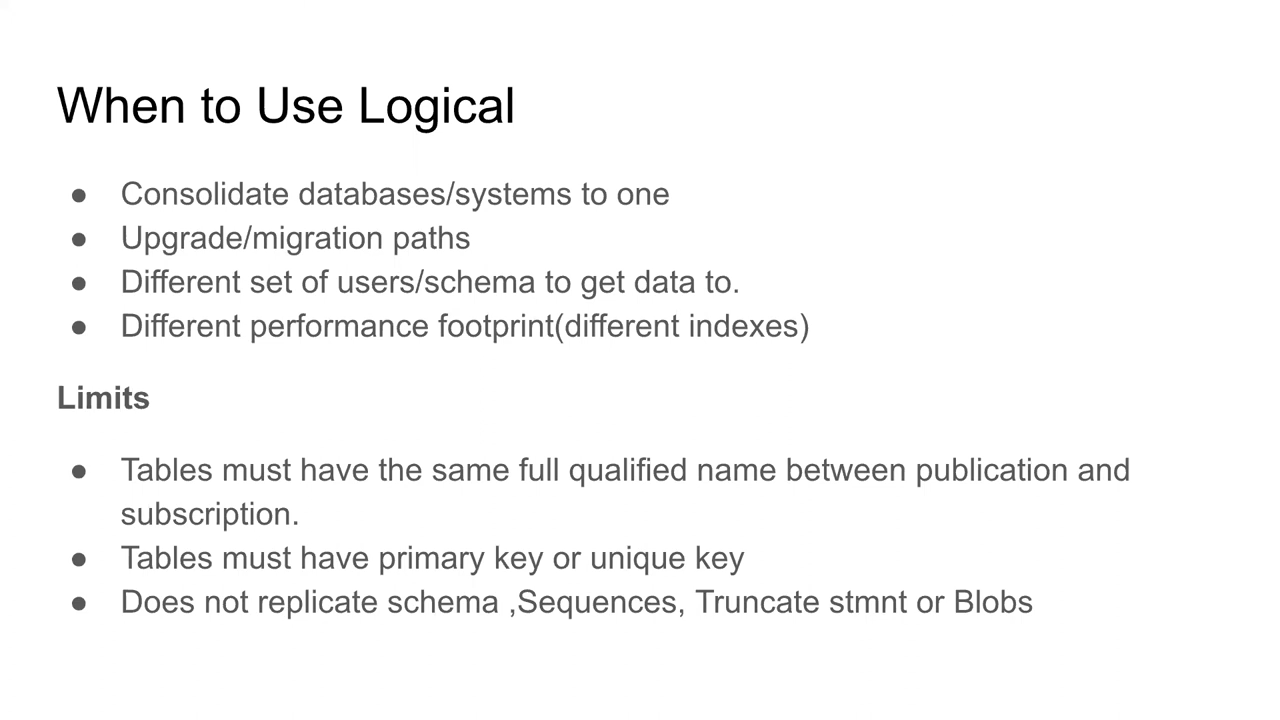 When to Use Logical
● Consolidate databases/systems to one
● Upgrade/migration paths
● Different set of users/schema to get data to.
● Different performance footprint(different indexes)
Limits
● Tables must have the same full qualified name between publication and
subscription.
● Tables must have primary key or unique key
● Does not replicate schema ,Sequences, Truncate stmnt or Blobs